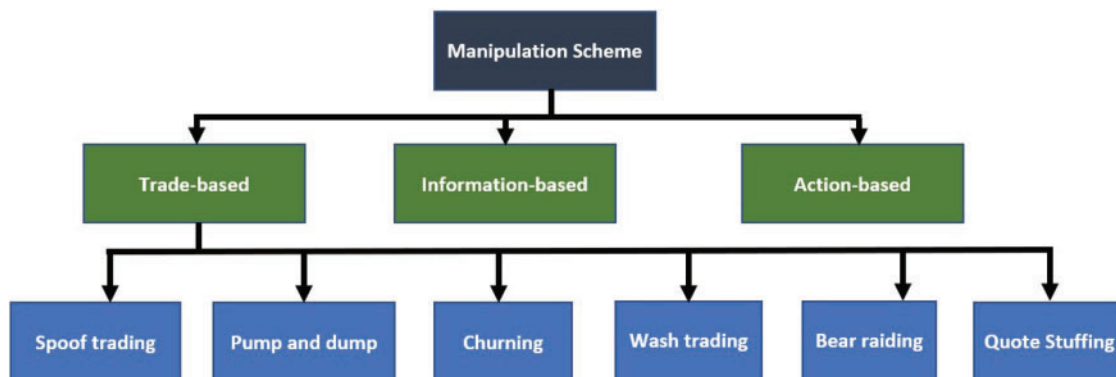 Manipulation Scheme
Trade-based
Information-based
Action-based
Spoof trading
Pump and dump
Churning
Wash trading
Bear raiding
Quote Stuffing